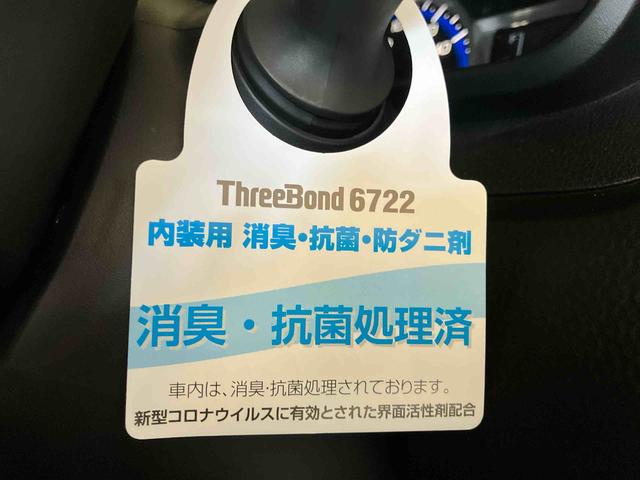 ThreeBond 6722
内装用 消臭・抗菌・防ダニ剤
消臭・抗菌処理済
車内は、消臭・抗菌処理されております。
新型コロナウイルスに有効とされた界面活性剤配合